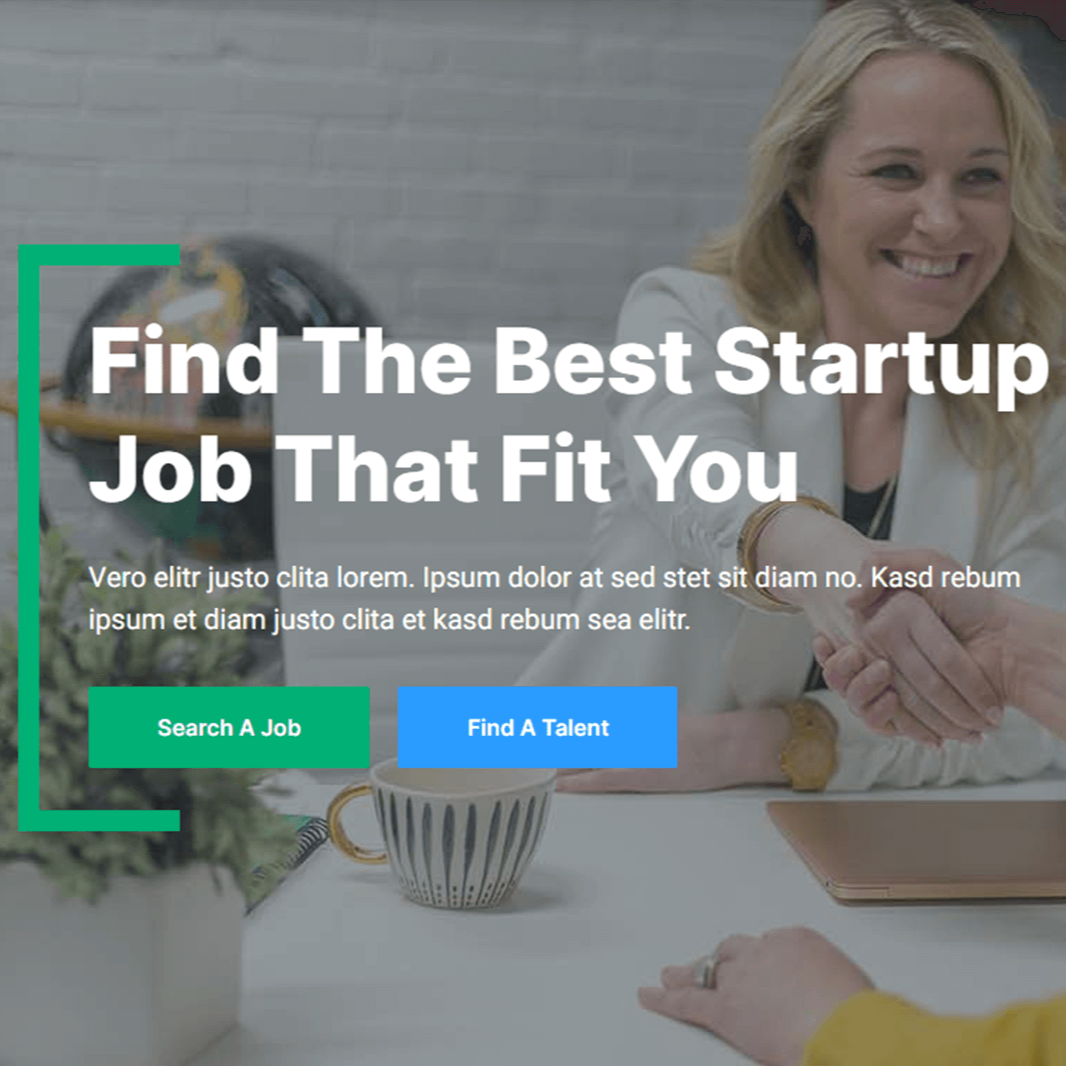 Find The Best Startup
Job That Fit You
Vero elitr justo clita lorem. Ipsum dolor at sed stet sit diam no. Kasd rebum
ipsum et diam justo clita et kasd rebum sea elitr.
Search A Job
Find A Talent